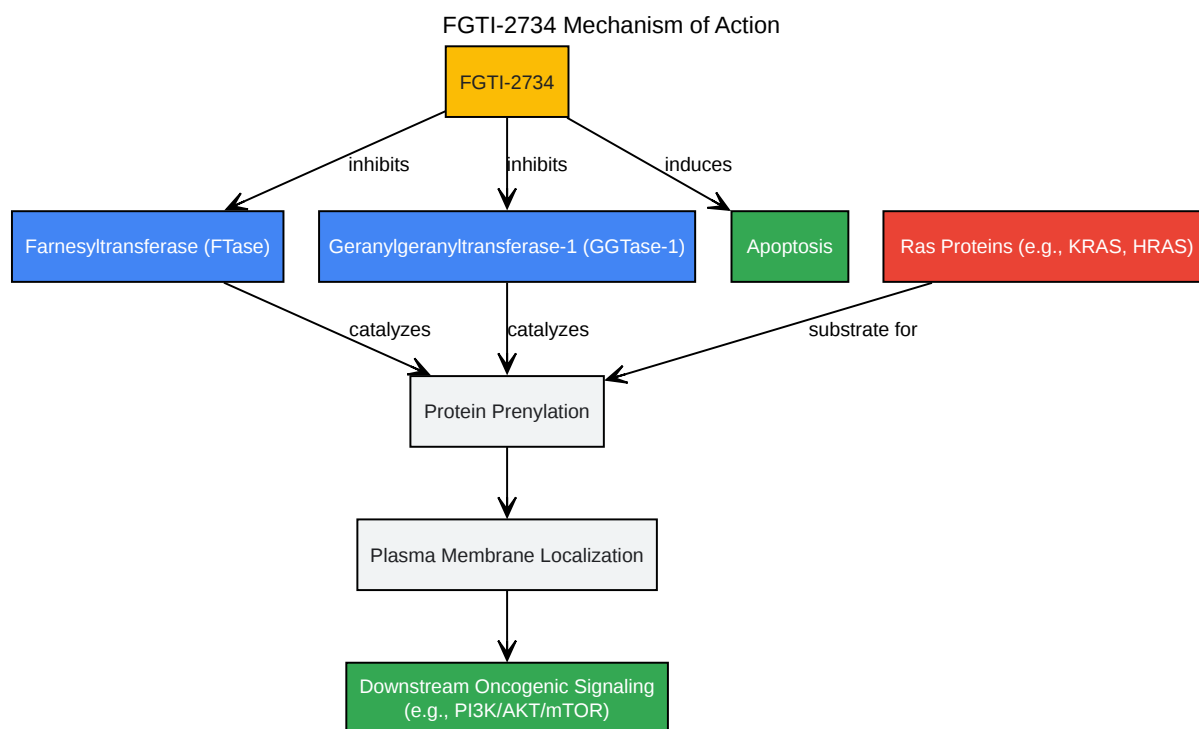 FGTI-2734 Mechanism of Action
FGTI-2734
inhibits
inhibits
induces
Farnesyltransferase (FTase)
Geranylgeranyltransferase-1 (GGTase-1)
Apoptosis
Ras Proteins (e.g., KRAS, HRAS)
catalyzes
catalyzes
substrate for
Protein Prenylation
Plasma Membrane Localization
Downstream Oncogenic Signaling
(e.g., PI3K/AKT/mTOR)